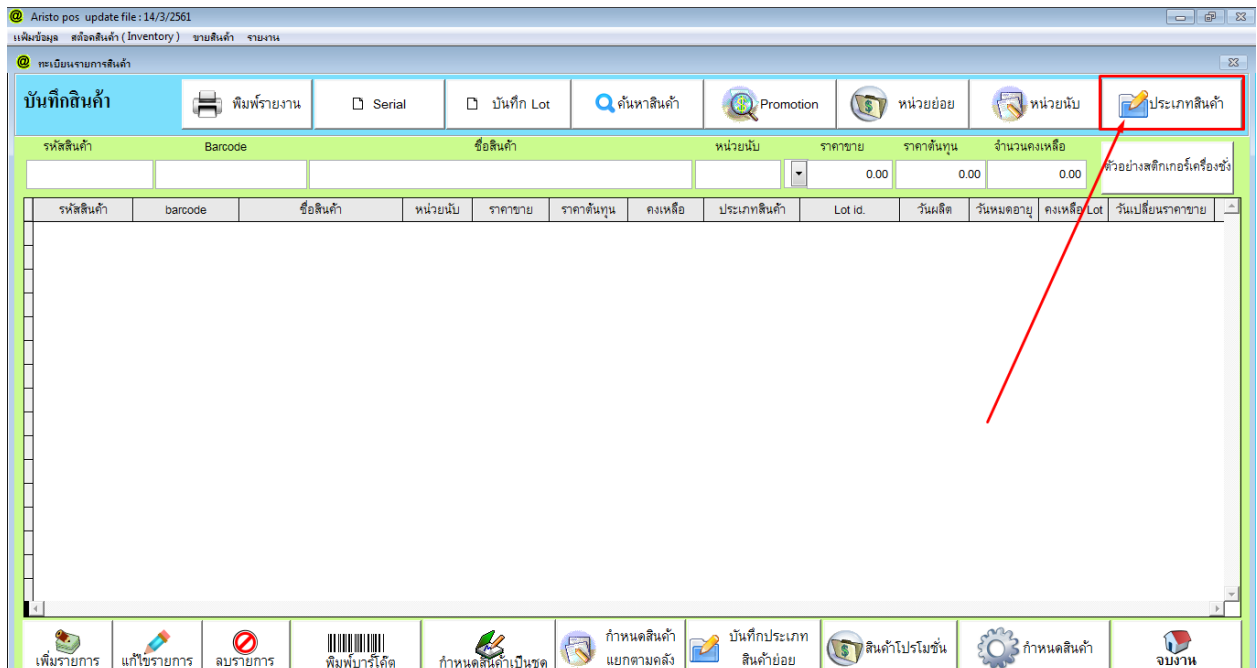 Aristo pos update file : 14/3/2561
แฟ้มข้อมูล สต๊อคสินค้า ( Inventory ) ขายสินค้า รายงาน
ทะเบียนรายการสินค้า
บันทึกสินค้า พิมพ์รายงาน Serial บันทึก Lot ค้นหาสินค้า Promotion หน่วยย่อย หน่วยนับ ประเภทสินค้า
รหัสสินค้า Barcode ชื่อสินค้า หน่วยนับ ราคาขาย ราคาต้นทุน จำนวนคงเหลือ
0.00 0.00 0.00 ตัวอย่างสติกเกอร์เครื่องชั่ง
รหัสสินค้า barcode ชื่อสินค้า หน่วยนับ ราคาขาย ราคาต้นทุน คงเหลือ ประเภทสินค้า Lot id. วันผลิต วันหมดอายุ คงเหลือ Lot วันเปลี่ยนราคาขาย
เพิ่มรายการ แก้ไขรายการ ลบรายการ พิมพ์บาร์โค๊ต กำหนดสินค้าเป็นชุด
กำหนดสินค้า
แยกตามคลัง
บันทึกประเภท
สินค้าย่อย
สินค้าโปรโมชั่น กำหนดสินค้า จบงาน